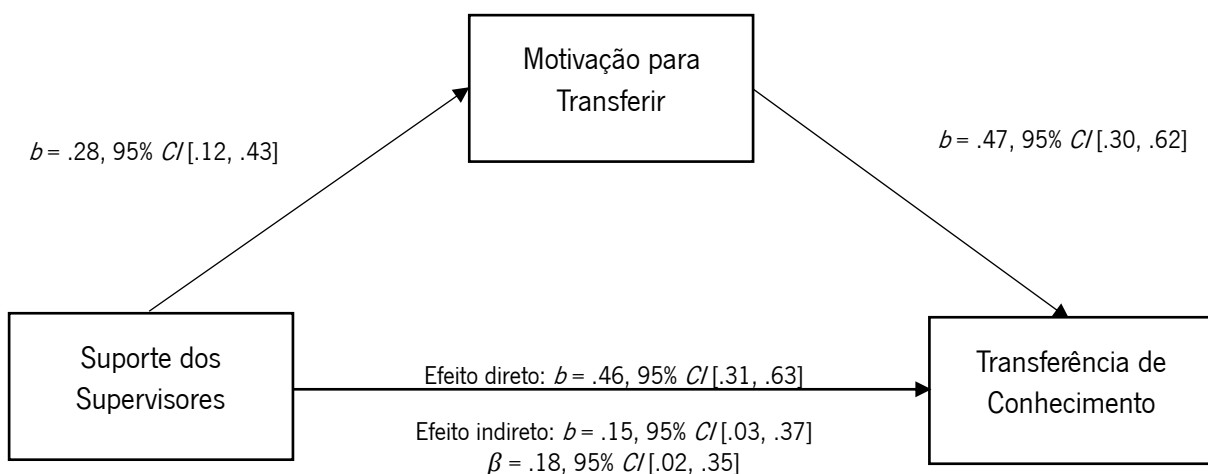 Motivação para
Transferir
b = .28, 95% CI [.12, .43]
b = .47, 95% CI [.30, .62]
Suporte dos
Supervisores
Efeito direto: b = .46, 95% CI [.31, .63]
Efeito indireto: b = .15, 95% CI [.03, .37]
β = .18, 95% CI [.02, .35]
Transferência de
Conhecimento